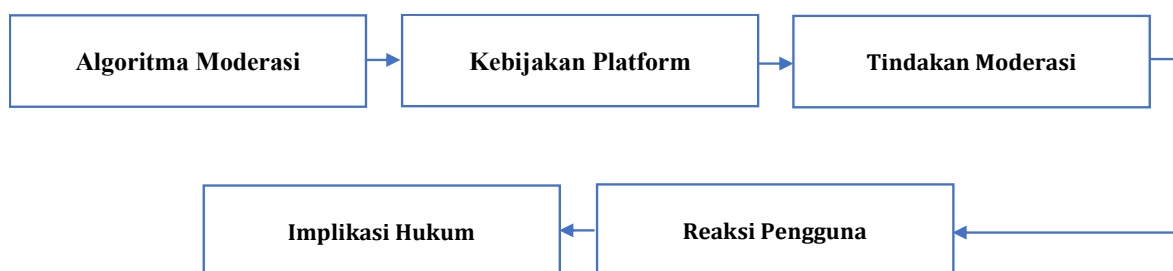 Algoritma Moderasi
Kebijakan Platform
Tindakan Moderasi
Reaksi Pengguna
Implikasi Hukum